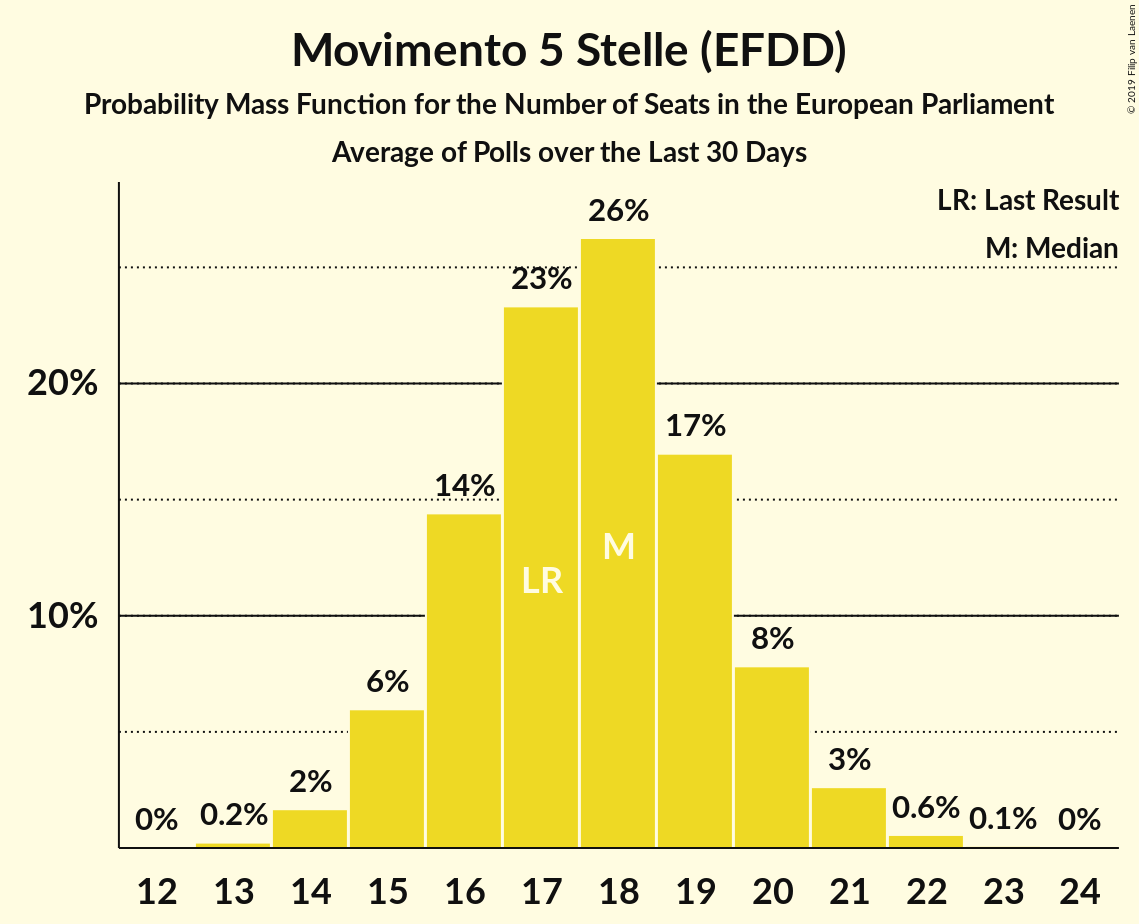 Movimento 5 Stelle (EFDD)
Probability Mass Function for the Number of Seats in the European Parliament
Average of Polls over the Last 30 Days
© 2019 Filip van Laenen
LR: Last Result
M: Median
20%
10%
0%
0.2%
2%
6%
14%
23%
26%
17%
8%
3%
0.6%
0.1%
0%
LR
M
12 13 14 15 16 17 18 19 20 21 22 23 24